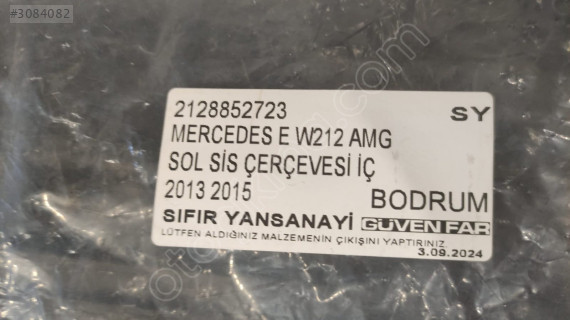 #3084082
2128852723 SY
MERCEDES E W212 AMG
SOL SİS ÇERÇEVESİ İÇ
2013 2015 BODRUM
SIFIR YANSANAYİ GÜVEN FAR
LÜTFEN ALDIĞINIZ MALZEMENİN ÇIKIŞINI YAPTIRINIZ
3.09.2024